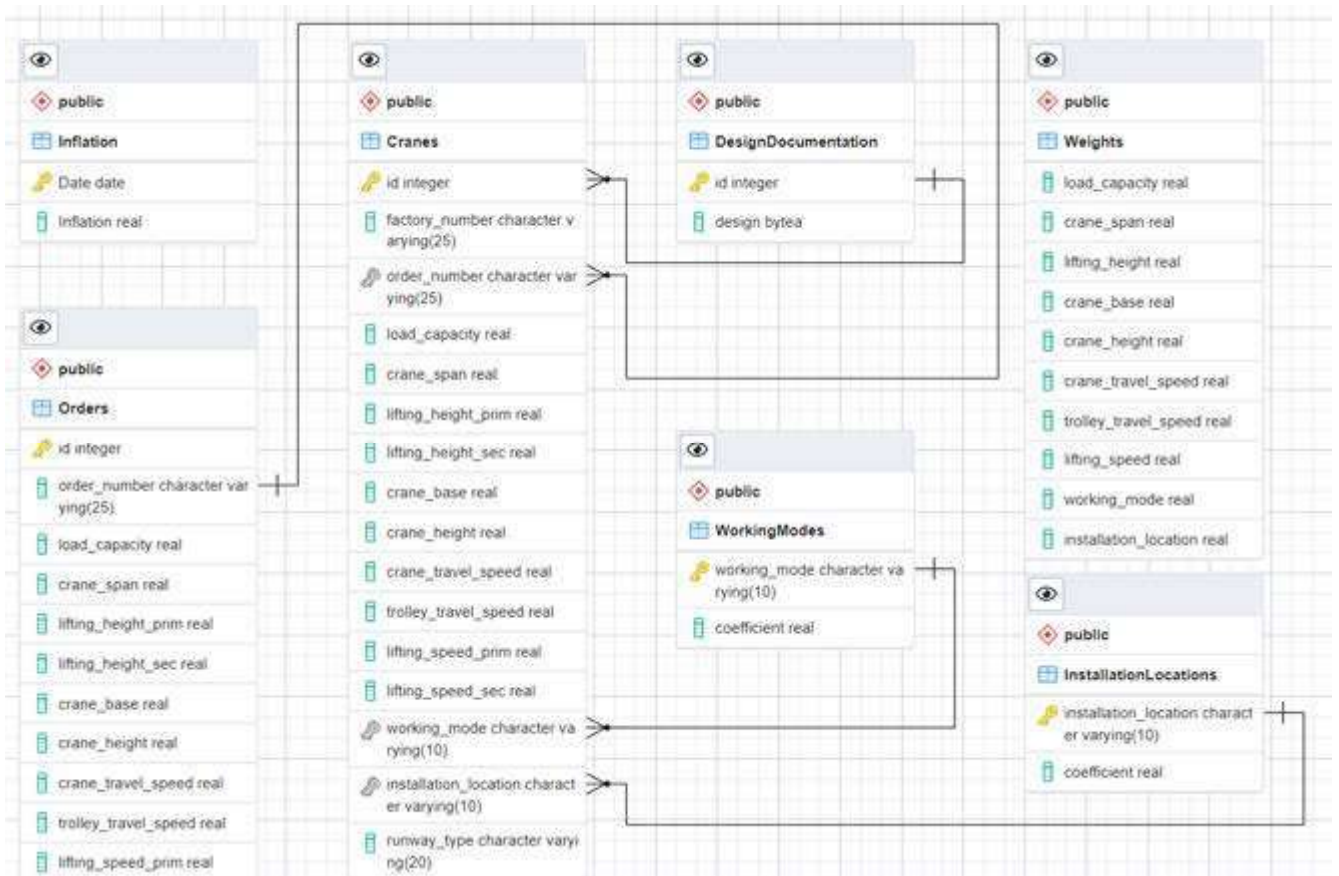 public
Inflation
Date date
Inflation real
public
Orders
id integer
order_number character var
ying(25)
load_capacity real
crane_span real
lifting_height_prim real
lifting_height_sec real
crane_base real
crane_height real
crane_travel_speed real
trolley_travel_speed real
lifting_speed_prim real
public
Cranes
id integer
factory_number character v
arying(25)
order_number character var
ying(25)
load_capacity real
crane_span real
lifting_height_prim real
lifting_height_sec real
crane_base real
crane_height real
crane_travel_speed real
trolley_travel_speed real
lifting_speed_prim real
lifting_speed_sec real
working_mode character va
rying(10)
installation_location charact
er varying(10)
runway_type character varyi
ng(20)
public
DesignDocumentation
id integer
design bytea
public
WorkingModes
working_mode character va
rying(10)
coefficient real
public
Weights
load_capacity real
crane_span real
lifting_height real
crane_base real
crane_height real
crane_travel_speed real
trolley_travel_speed real
lifting_speed real
working_mode real
installation_location real
public
InstallationLocations
installation_location charact
er varying(10)
coefficient real